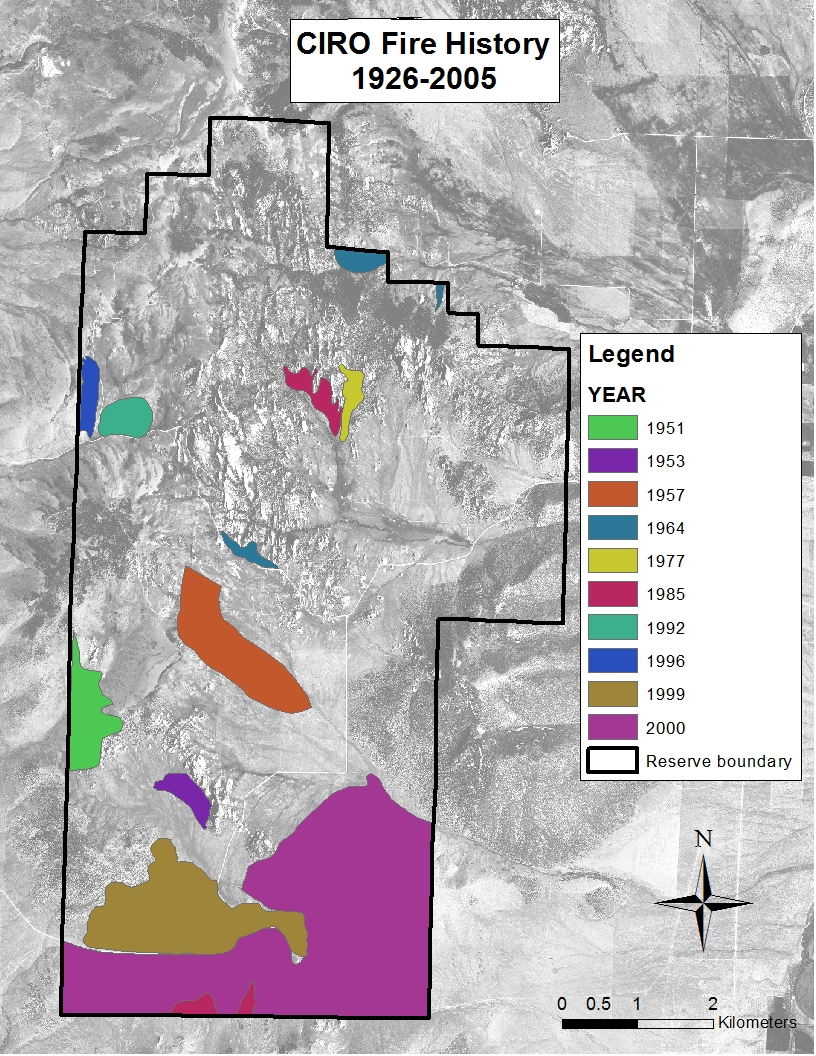 CIRO Fire History
1926-2005
Legend
YEAR
1951
1953
1957
1964
1977
1985
1992
1996
1999
2000
Reserve boundary
N
0 0.5 1 2
Kilometers